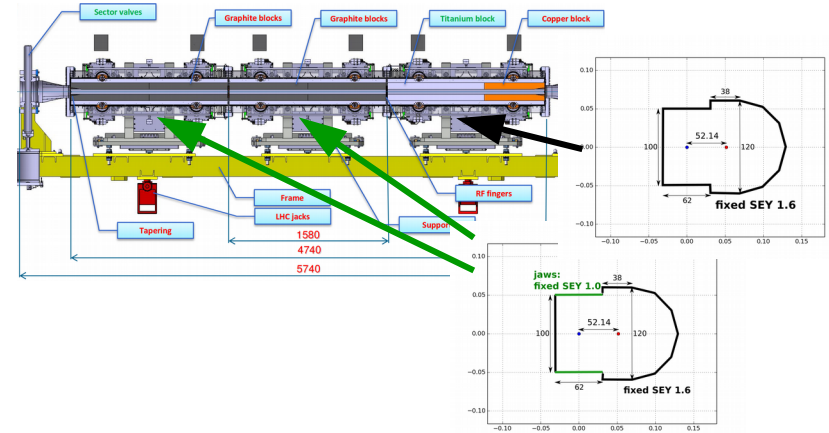 Sector valves
Graphite blocks
Graphite blocks
Titanium block
Copper block
Frame
LHC jacks
Tapering
RF fingers
Suppor
1580
4740
5740
0.10
0.05
0.00
−0.05
−0.10
−0.10
−0.05
0.00
0.05
0.10
0.15
38
52.14
100
120
62
fixed SEY 1.6
0.10
0.05
0.00
−0.05
−0.10
−0.10
−0.05
0.00
0.05
0.10
0.15
jaws:
fixed SEY 1.0
38
52.14
100
120
62
fixed SEY 1.6